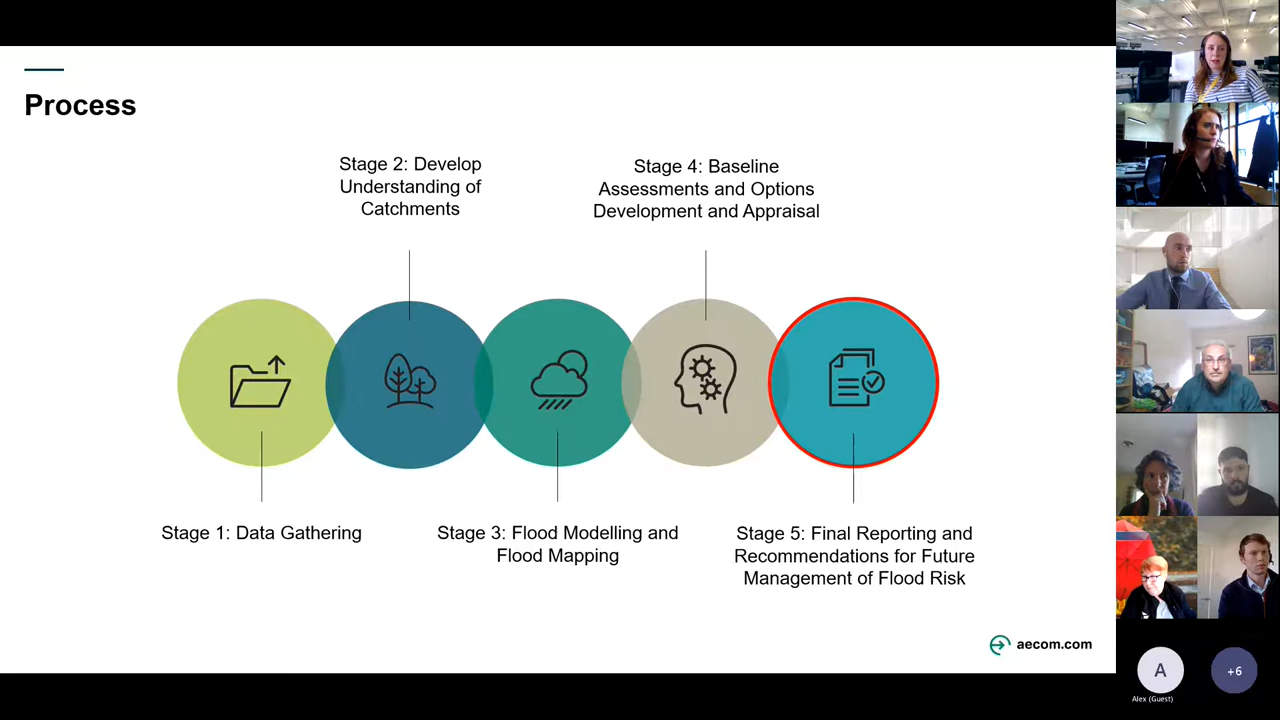 Process
Stage 2: Develop
Understanding of
Catchments
Stage 4: Baseline
Assessments and Options
Development and Appraisal
Stage 1: Data Gathering
Stage 3: Flood Modelling and
Flood Mapping
Stage 5: Final Reporting and
Recommendations for Future
Management of Flood Risk
aecom.com
A
+6
Alex (Guest)